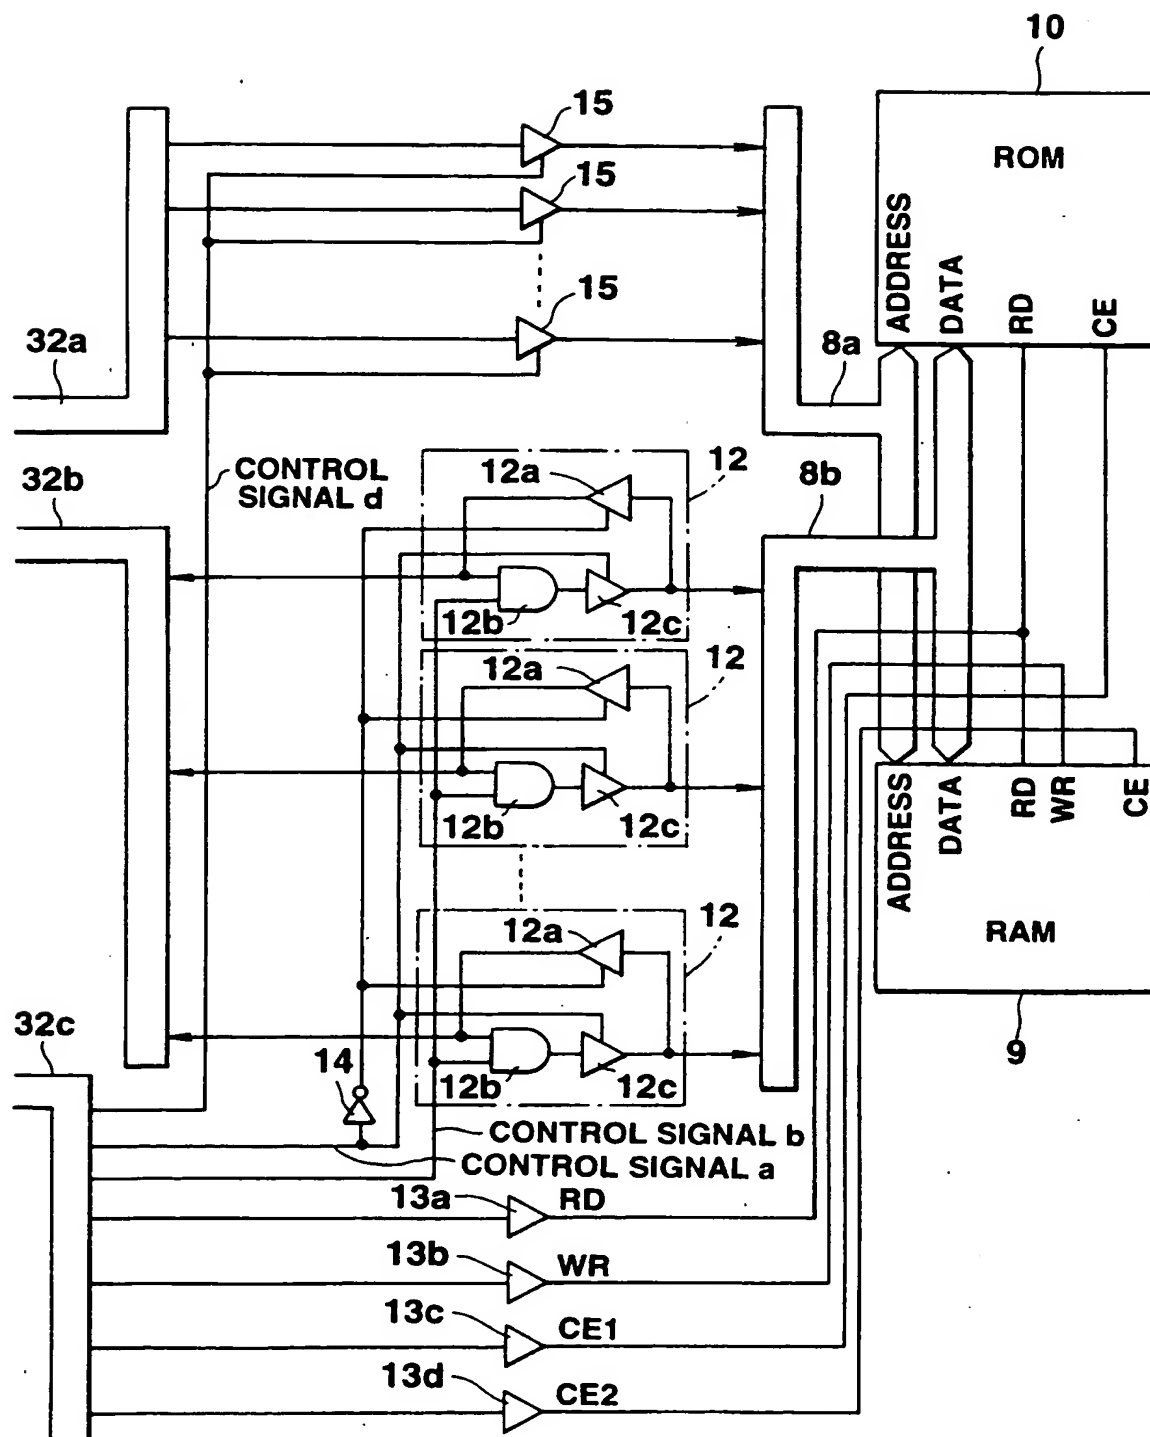 10
15
ROM
15
ADDRESS
DATA
RD
CE
15
32a
8a
32b
CONTROL
SIGNAL d
12a
12
8b
12b
12c
12a
12
12b
12c
ADDRESS
DATA
RD
WR
CE
12a
12
RAM
32c
14
12b
12c
9
CONTROL SIGNAL b
CONTROL SIGNAL a
13a
RD
13b
WR
13c
CE1
13d
CE2